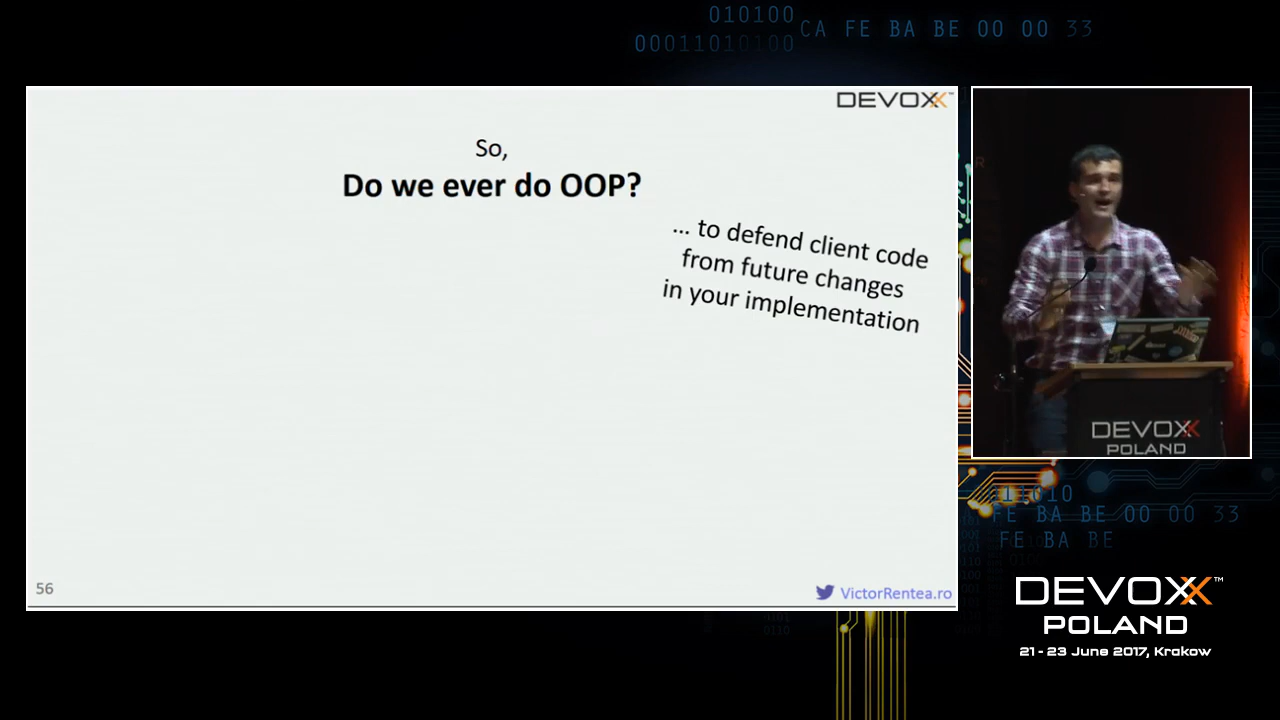 010100
CA FE BA BE 00 00 33
00011010100
DEVOXX
So,
Do we ever do OOP?
... to defend client code
from future changes
in your implementation
56
VictorRentea.ro
DEVOXX
POLAND
FE BA BE 00 00 33
FE BA BE
DEVOXX™
POLAND
21 - 23 June 2017, Krakow